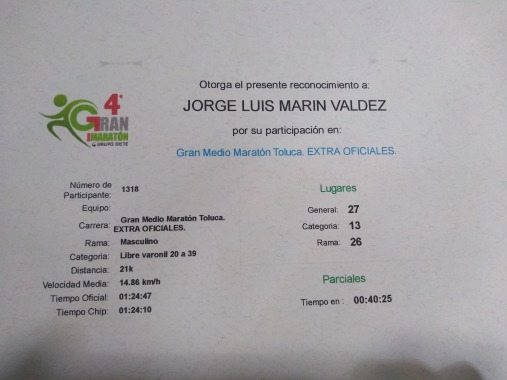 4°
GRAN
MARATÓN
GRUPO SIETE
Otorga el presente reconocimiento a:
JORGE LUIS MARIN VALDEZ
por su participación en:
Gran Medio Maratón Toluca. EXTRA OFICIALES.
Número de Participante: 1318
Equipo:
Carrera: Gran Medio Maratón Toluca. EXTRA OFICIALES.
Rama: Masculino
Categoria: Libre varonil 20 a 39
Distancia: 21k
Velocidad Media: 14.86 km/h
Tiempo Oficial: 01:24:47
Tiempo Chip: 01:24:10
Lugares
General: 27
Categoria: 13
Rama: 26
Parciales
Tiempo en : 00:40:25